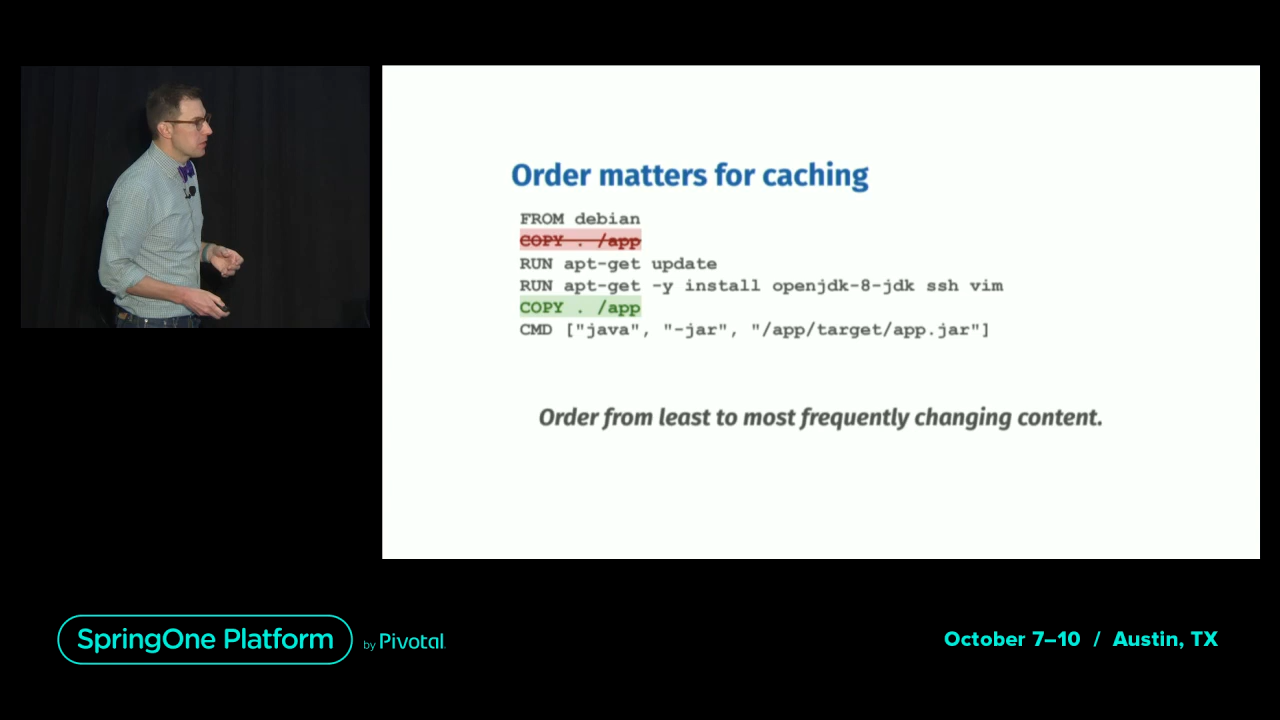 Order matters for caching
FROM debian
COPY . /app
RUN apt-get update
RUN apt-get -y install openjdk-8-jdk ssh vim
COPY . /app
CMD ["java", "-jar", "/app/target/app.jar"]
Order from least to most frequently changing content.
SpringOne Platform by Pivotal
October 7–10 / Austin, TX